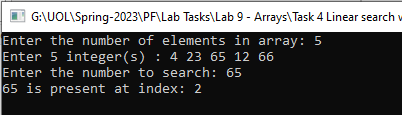 G:\UOL\Spring-2023\PF\Lab Tasks\Lab 9 - Arrays\Task 4 Linear search w
Enter the number of elements in array: 5
Enter 5 integer(s) : 4 23 65 12 66
Enter the number to search: 65
65 is present at index: 2